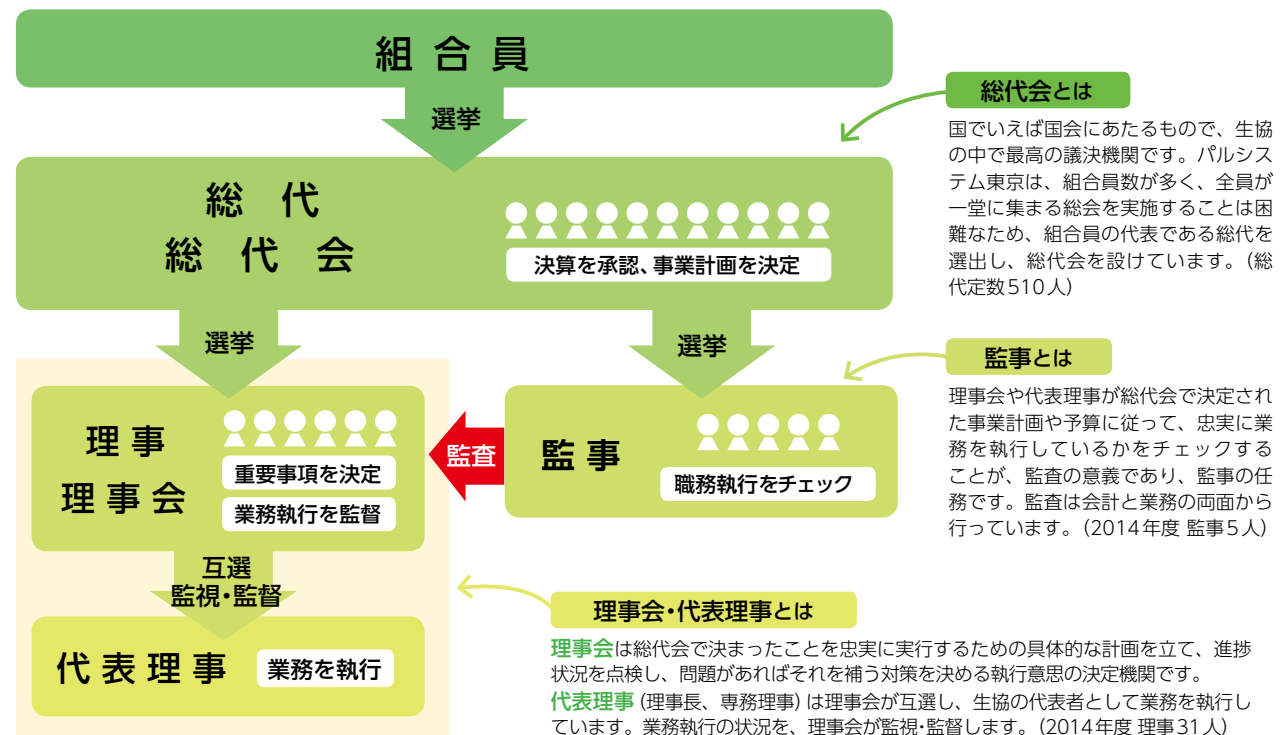 組合員
選挙
総代
総代会
決算を承認、事業計画を決定
総代会とは
国でいえば国会にあたるもので、生協
の中で最高の議決機関です。パルシス
テム東京は、組合員数が多く、全員が
一堂に集まる総会を実施することは困
難なため、組合員の代表である総代を
選出し、総代会を設けています。（総
代定数510人）
選挙
選挙
理事
理事会
重要事項を決定
業務執行を監督
監査
監事
職務執行をチェック
監事とは
理事会や代表理事が総代会で決定され
た事業計画や予算に従って、忠実に業
務を執行しているかをチェックする
ことが、監査の意義であり、監事の任
務です。監査は会計と業務の両面から
行っています。（2014年度 監事5人）
互選
監視・監督
代表理事
業務を執行
理事会・代表理事とは
理事会は総代会で決まったことを忠実に実行するための具体的な計画を立て、進捗
状況を点検し、問題があればそれを補う対策を決める執行意思の決定機関です。
代表理事（理事長、専務理事）は理事会が互選し、生協の代表者として業務を執行し
ています。業務執行の状況を、理事会が監視・監督します。（2014年度 理事31人）